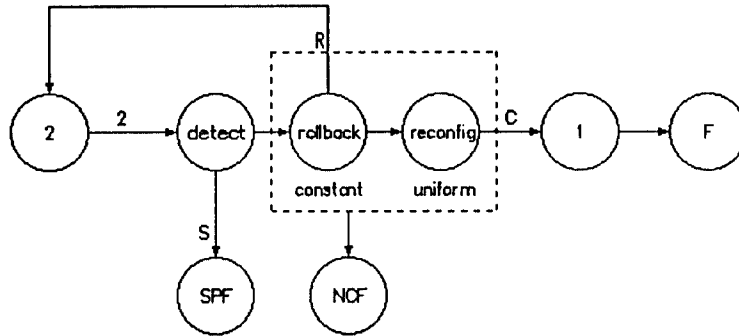 R
2
2
detect
rollback
reconfig
C
1
F
constant
uniform
S
SPF
NCF